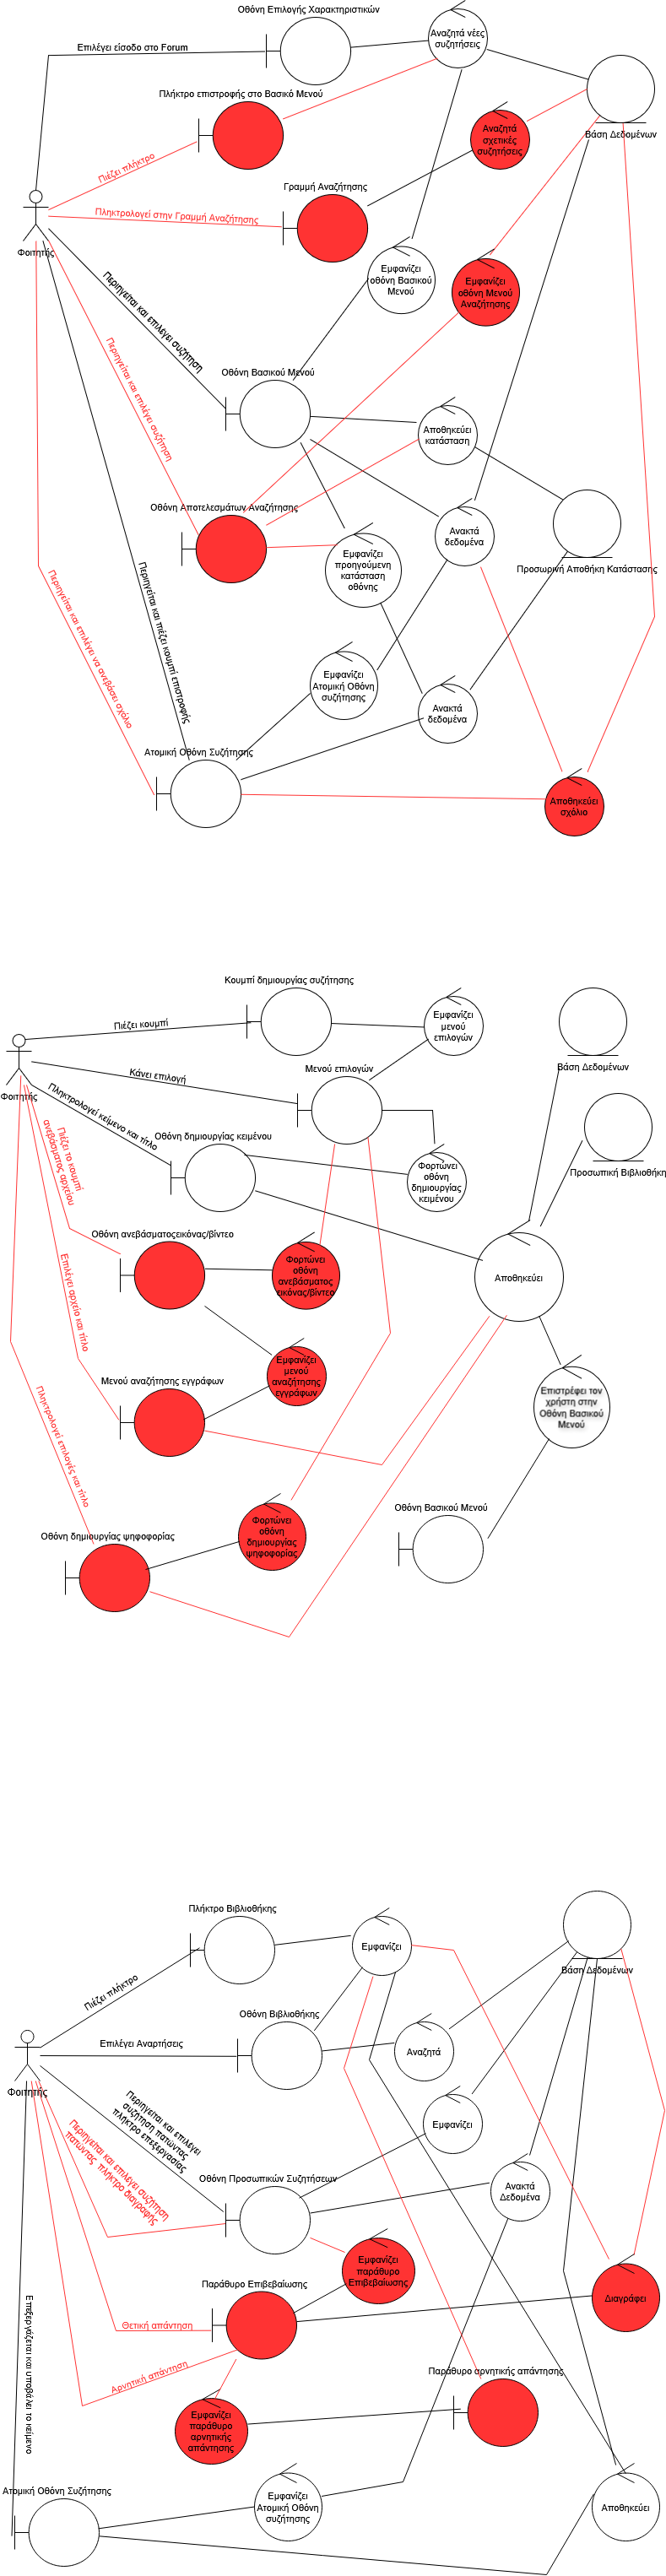 Οθόνη Επιλογής Χαρακτηριστικών
Αναζητά νέες
συζητήσεις
Επιλέγει είσοδο στο Forum
Πλήκτρο επιστροφής στο Βασικό Μενού
Βάση Δεδομένων
Αναζητά
σχετικές
συζητήσεις
Πιέζει πλήκτρο
Γραμμή Αναζήτησης
Πληκτρολογεί στην Γραμμή Αναζήτησης
Φοιτητής
Εμφανίζει
οθόνη Βασικού
Μενού
Εμφανίζει
οθόνη Μενού
Αναζήτησης
Περιηγείται και επιλέγει συζήτηση
Οθόνη Βασικού Μενού
Περιηγείται και επιλέγει συζήτηση
Αποθηκεύει
κατάσταση
Οθόνη Αποτελεσμάτων Αναζήτησης
Ανακτά
δεδομένα
Εμφανίζει
προηγούμενη
κατάσταση
οθόνης
Προσωρινή Αποθήκη Κατάστασης
Περιηγείται και πιέζει κουμπί επιστροφής
Περιηγείται και επιλέγει να ανεβάσει σχόλιο
Εμφανίζει
Ατομική Οθόνη
συζήτησης
Ανακτά
δεδομένα
Ατομική Οθόνη Συζήτησης
Αποθηκεύει
σχόλιο
Κουμπί δημιουργίας συζήτησης
Πιέζει κουμπί
Εμφανίζει
μενού
επιλογών
Βάση Δεδομένων
Φοιτητής
Κάνει επιλογή
Μενού επιλογών
Πληκτρολογεί κείμενο και τίτλο
Οθόνη δημιουργίας κειμένου
Φορτώνει
οθόνη
δημιουργίας
κειμένου
Προσωπική Βιβλιοθήκη
Πιέζει το κουμπί
ανεβάσματος αρχείου
Οθόνη ανεβάσματοςεικόνας/βίντεο
Φορτώνει
οθόνη
ανεβάσματος
εικόνας/βίντεο
Αποθηκεύει
Επιλέγει αρχείο και τίτλο
Εμφανίζει
μενού
αναζήτησης
εγγράφων
Μενού αναζήτησης εγγράφων
Επιστρέφει τον
χρήστη στην
Οθόνη Βασικού
Μενού
Πληκτρολογεί επιλογές και τίτλο
Οθόνη Βασικού Μενού
Φορτώνει
οθόνη
δημιουργίας
ψηφοφορίας
Οθόνη δημιουργίας ψηφοφορίας
Πλήκτρο Βιβλιοθήκης
Εμφανίζει
Βάση Δεδομένων
Πιέζει πλήκτρο
Οθόνη Βιβλιοθήκης
Επιλέγει Αναρτήσεις
Αναζητά
Φοιτητής
Περιηγείται και επιλέγει
συζήτηση πατώντας
πλήκτρο επεξεργασίας
Εμφανίζει
Περιηγείται και επιλέγει συζήτηση
πατώντας πλήκτρο διαγραφής
Οθόνη Προσωπικών Συζητήσεων
Ανακτά
Δεδομένα
Εμφανίζει
παράθυρο
Επιβεβαίωσης
Παράθυρο Επιβεβαίωσης
Διαγράφει
Θετική απάντηση
Αρνητική απάντηση
Παράθυρο αρνητικής απάντησης
Εμφανίζει
παράθυρο
αρνητικής
απάντησης
Επεξεργάζεται και υποβάλει το κείμενο
Ατομική Οθόνη Συζήτησης
Εμφανίζει
Ατομική Οθόνη
συζήτησης
Αποθηκεύει